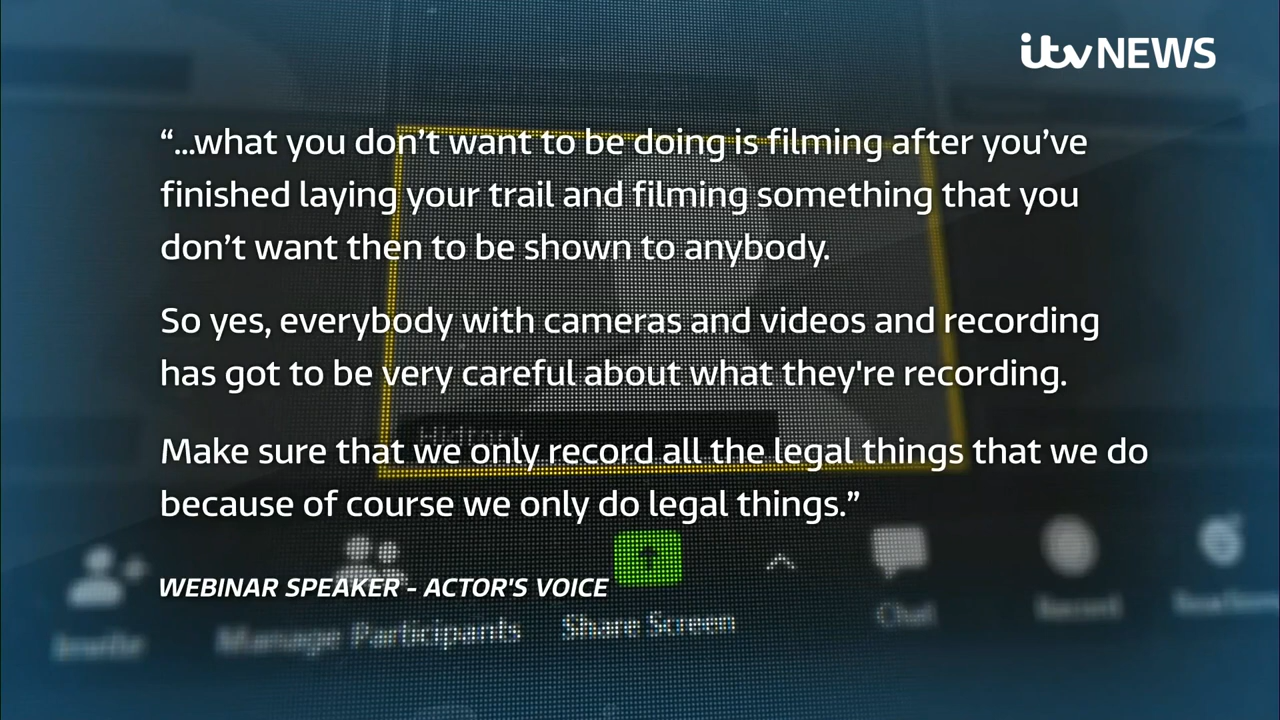 itv NEWS
“...what you don’t want to be doing is filming after you’ve
finished laying your trail and filming something that you
don’t want then to be shown to anybody.
So yes, everybody with cameras and videos and recording
has got to be very careful about what they're recording.
Make sure that we only record all the legal things that we do
because of course we only do legal things.”
WEBINAR SPEAKER - ACTOR'S VOICE
Invite
Manage Participants
Share Screen
Chat
Record